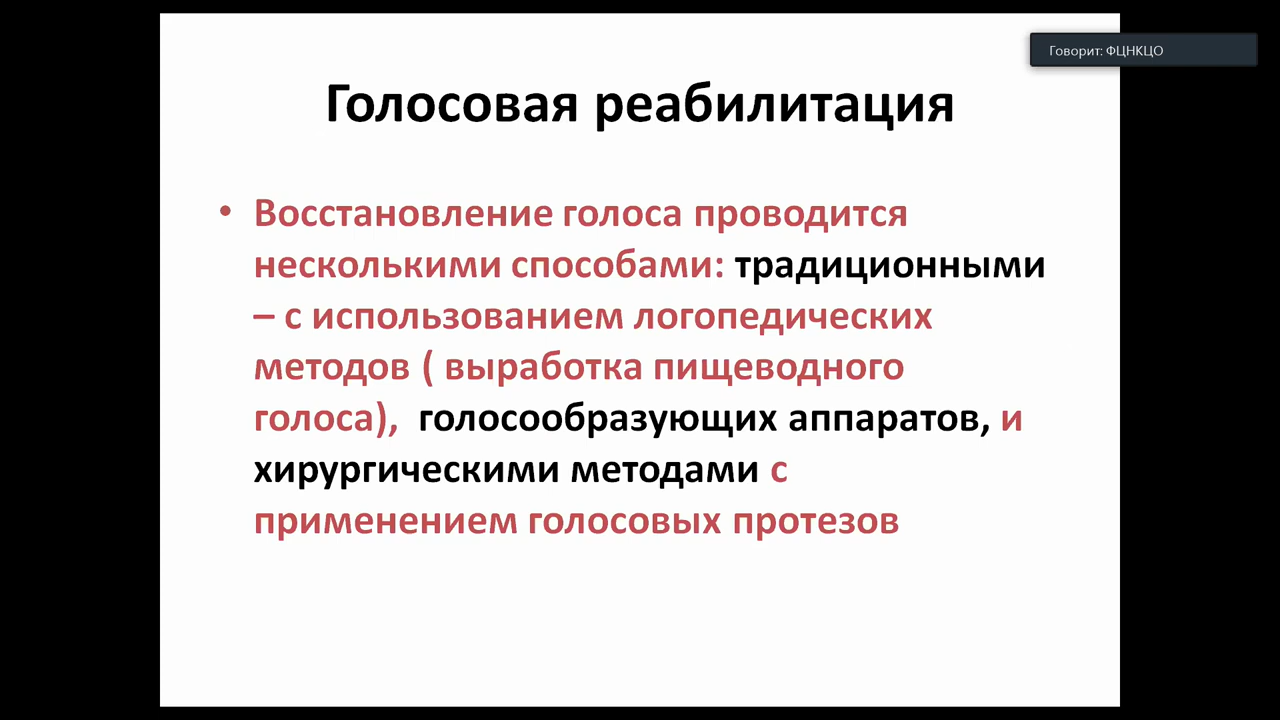 Говорит: ФЦНКЦО
Голосовая реабилитация
• Восстановление голоса проводится
несколькими способами: традиционными
– с использованием логопедических
методов ( выработка пищеводного
голоса), голосообразующих аппаратов, и
хирургическими методами с
применением голосовых протезов